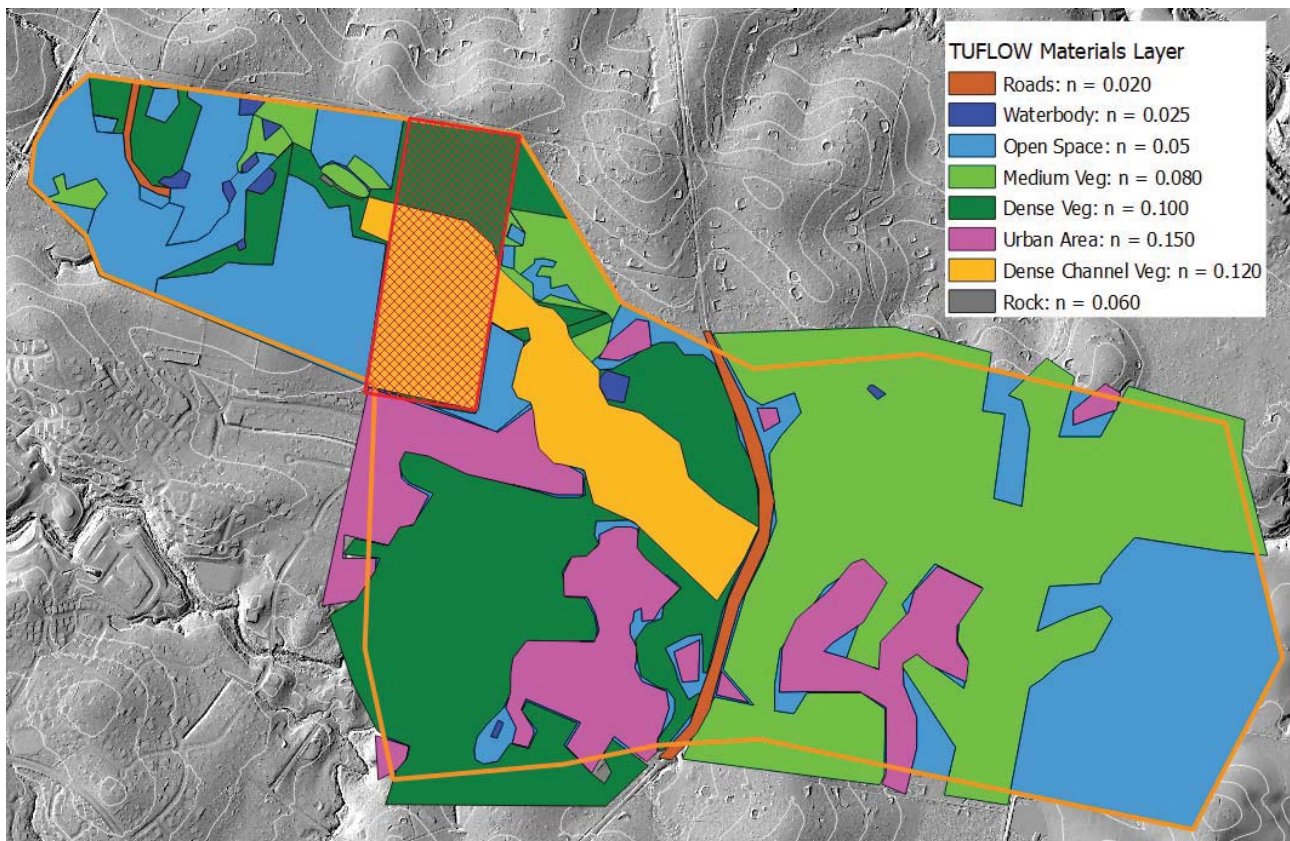 TUFLOW Materials Layer
Roads: n = 0.020
Waterbody: n = 0.025
Open Space: n = 0.05
Medium Veg: n = 0.080
Dense Veg: n = 0.100
Urban Area: n = 0.150
Dense Channel Veg: n = 0.120
Rock: n = 0.060